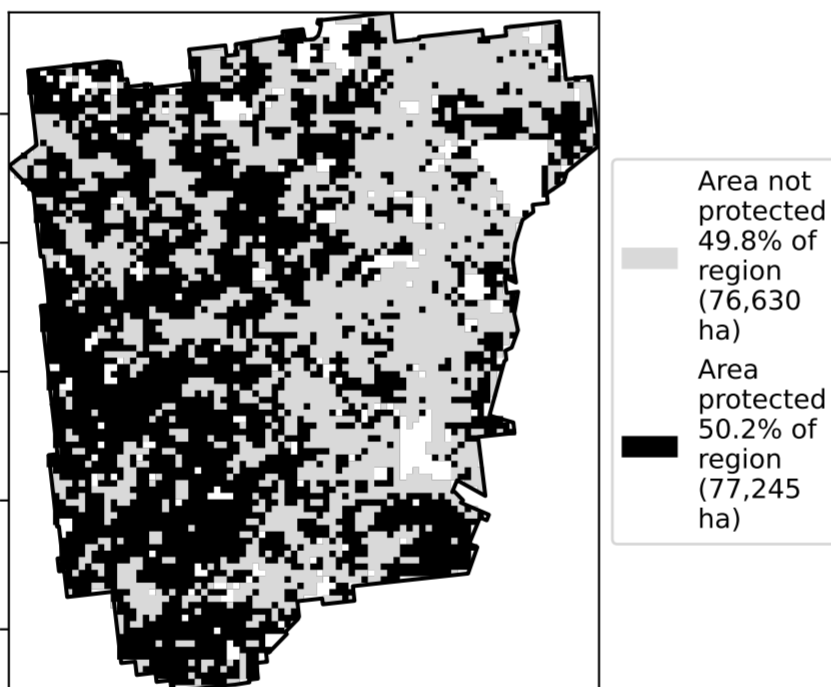 Area not
protected
49.8% of
region
(76,630
ha)
Area
protected
50.2% of
region
(77,245
ha)